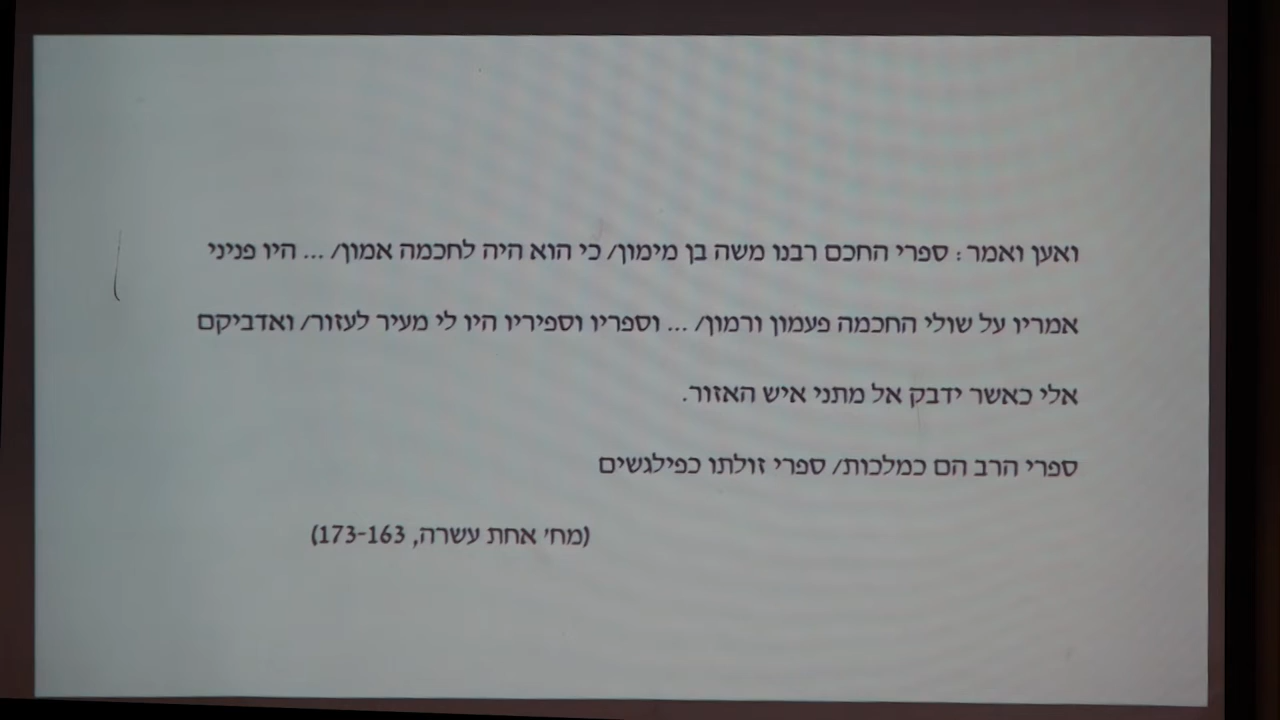 ואען ואמר: ספרי החכם רבנו משה בן מימון/ כי הוא היה לחכמה אמון/ ... היו פניני
אמריו על שולי החכמה פעמון ורמון/ ... וספריו וספיריו היו לי מעיר לעזור/ ואדביקם
אלי כאשר ידבק אל מתני איש האזור.
ספרי הרב הם כמלכות/ ספרי זולתו כפילגשים
(מח' אחת עשרה, 173-163)